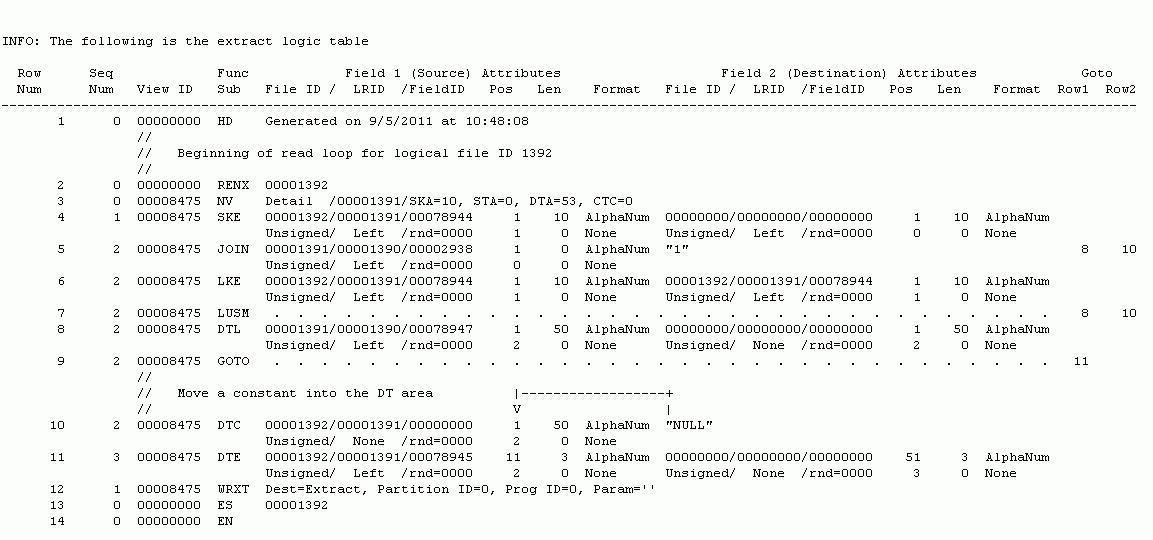 INFO: The following is the extract logic table
Row Seq Func Field 1 (Source) Attributes Field 2 (Destination) Attributes Goto
Num Num View ID Sub File ID / LRID /FieldID Pos Len Format File ID / LRID /FieldID Pos Len Format Row1 Row2
-----------------------------------------------------------------------------------------------------------------------------------------------
1 0 00000000 HD Generated on 9/5/2011 at 10:48:08
//
// Beginning of read loop for logical file ID 1392
//
2 0 00000000 RENX 00001392
3 0 00008475 NV Detail /00001391/SKA=10, STA=0, DTA=53, CTC=0
4 1 00008475 SKE 00001392/00001391/00078944 1 10 AlphaNum 00000000/00000000/00000000 1 10 AlphaNum
Unsigned/ Left /rnd=0000 1 0 None Unsigned/ Left /rnd=0000 0 0 None
5 2 00008475 JOIN 00001391/00001390/00002938 1 0 AlphaNum "1" 8 10
Unsigned/ Left /rnd=0000 0 0 None
6 2 00008475 LKE 00001392/00001391/00078944 1 10 AlphaNum 00001392/00001391/00078944 1 10 AlphaNum
Unsigned/ Left /rnd=0000 1 0 None Unsigned/ Left /rnd=0000 1 0 None
7 2 00008475 LUSM . . . . . . . . . . . . . . . . . . . . . . . . . . . . . . . . . 8 10
8 2 00008475 DTL 00001391/00001390/00078947 1 50 AlphaNum 00000000/00000000/00000000 1 50 AlphaNum
Unsigned/ Left /rnd=0000 2 0 None Unsigned/ None /rnd=0000 2 0 None
9 2 00008475 GOTO . . . . . . . . . . . . . . . . . . . . . . . . . . . . . . . . . 11
//
// Move a constant into the DT area |------------------+
// V |
10 2 00008475 DTC 00001392/00001391/00000000 1 50 AlphaNum "NULL"
Unsigned/ None /rnd=0000 2 0 None
11 3 00008475 DTE 00001392/00001391/00078945 11 3 AlphaNum 00000000/00000000/00000000 51 3 AlphaNum
Unsigned/ Left /rnd=0000 2 0 None Unsigned/ None /rnd=0000 3 0 None
12 1 00008475 WRXT Dest=Extract, Partition ID=0, Prog ID=0, Param=''
13 0 00000000 ES 00001392
14 0 00000000 EN